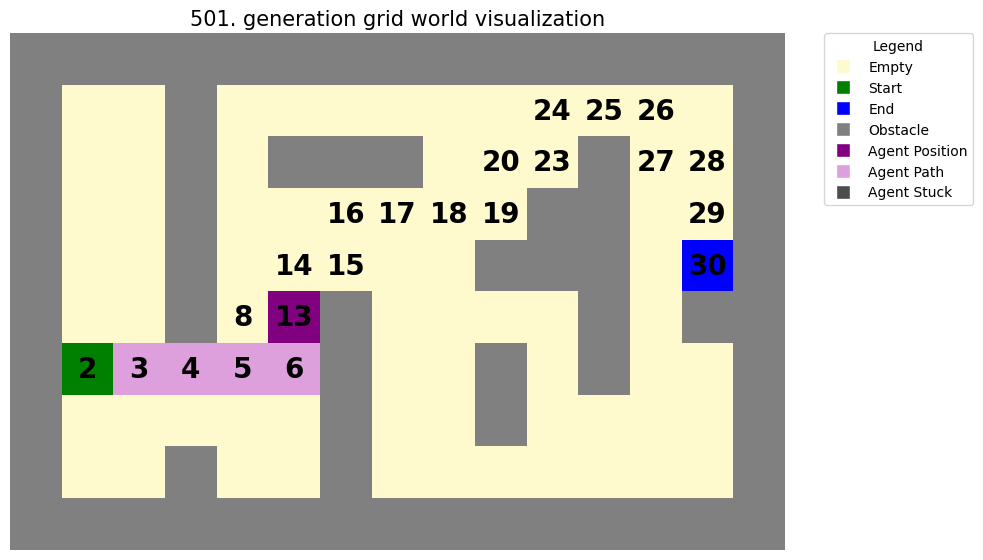 501. generation grid world visualization
24 25 26
20 23 27 28
16 17 18 19 29
14 15 30
8 13
2 3 4 5 6
Legend
Empty
Start
End
Obstacle
Agent Position
Agent Path
Agent Stuck